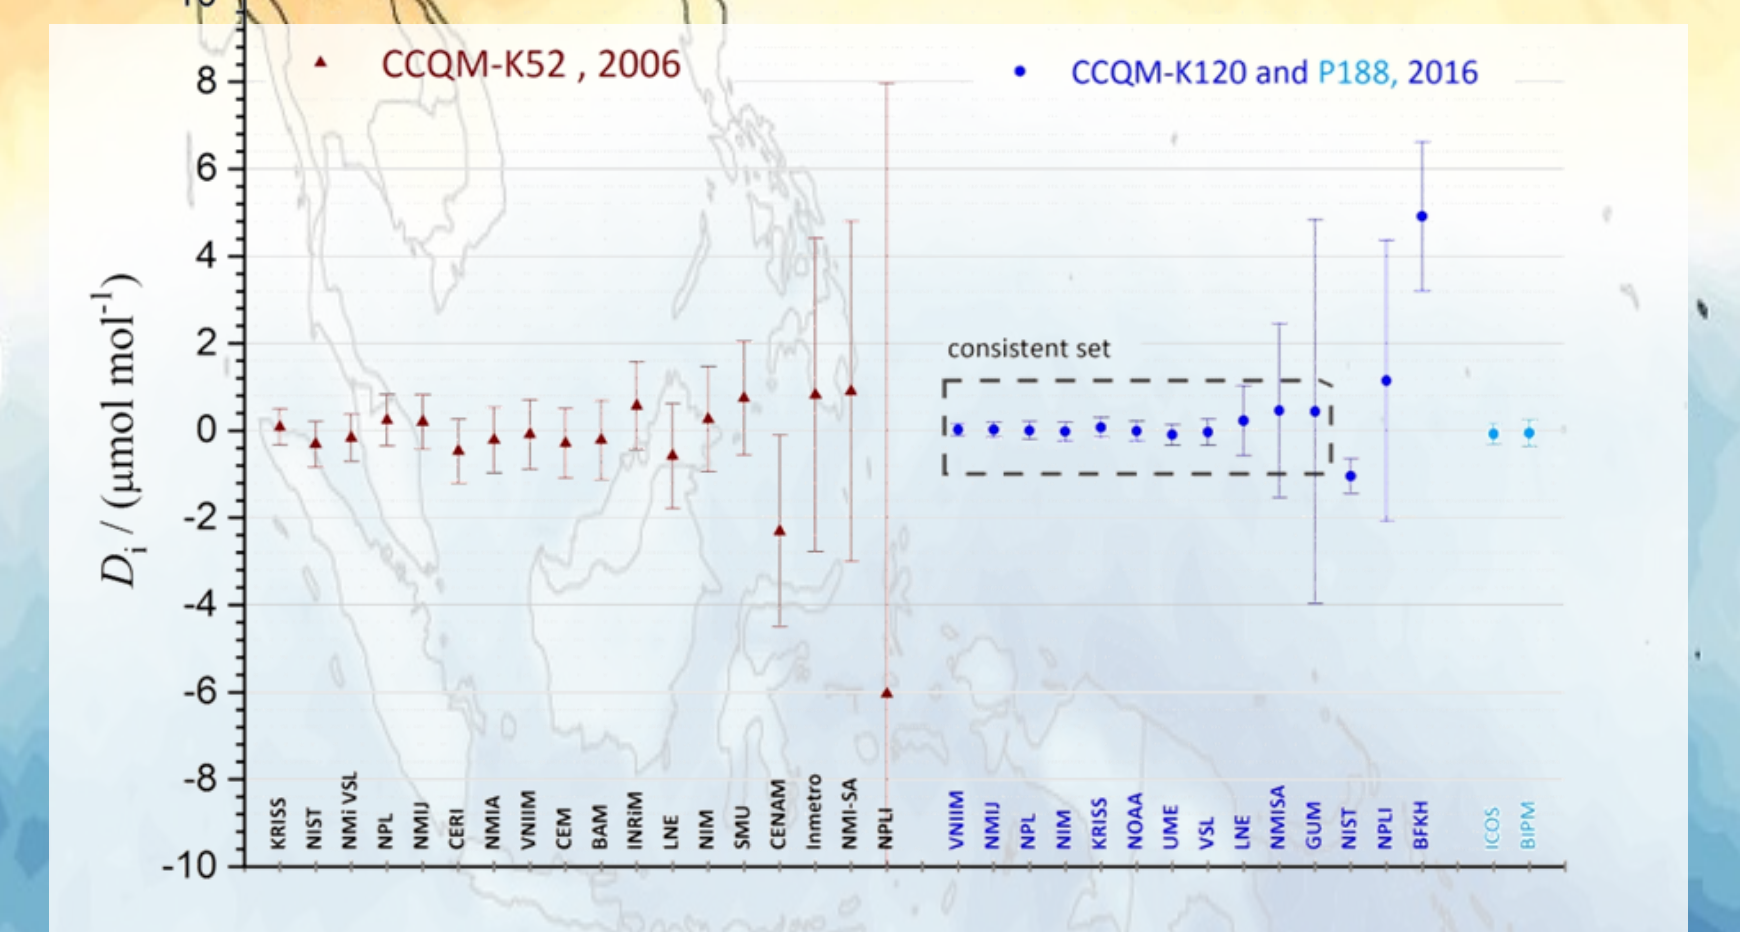 10
CCQM-K52 , 2006
CCQM-K120 and P188, 2016
8
6
4
2
0
-2
-4
-6
-8
-10
Di / (μmol mol-1)
consistent set
KRISS
NIST
NMi VSL
NPL
NMIJ
CERI
NMIA
VNIIM
CEM
BAM
INRiM
LNE
NIM
SMU
CENAM
Inmetro
NMI-SA
NPLI
VNIIM
NMIJ
NPL
NIM
KRISS
NOAA
UME
VSL
LNE
NMISA
GUM
NIST
NPLI
BFKH
ICOS
BIPM